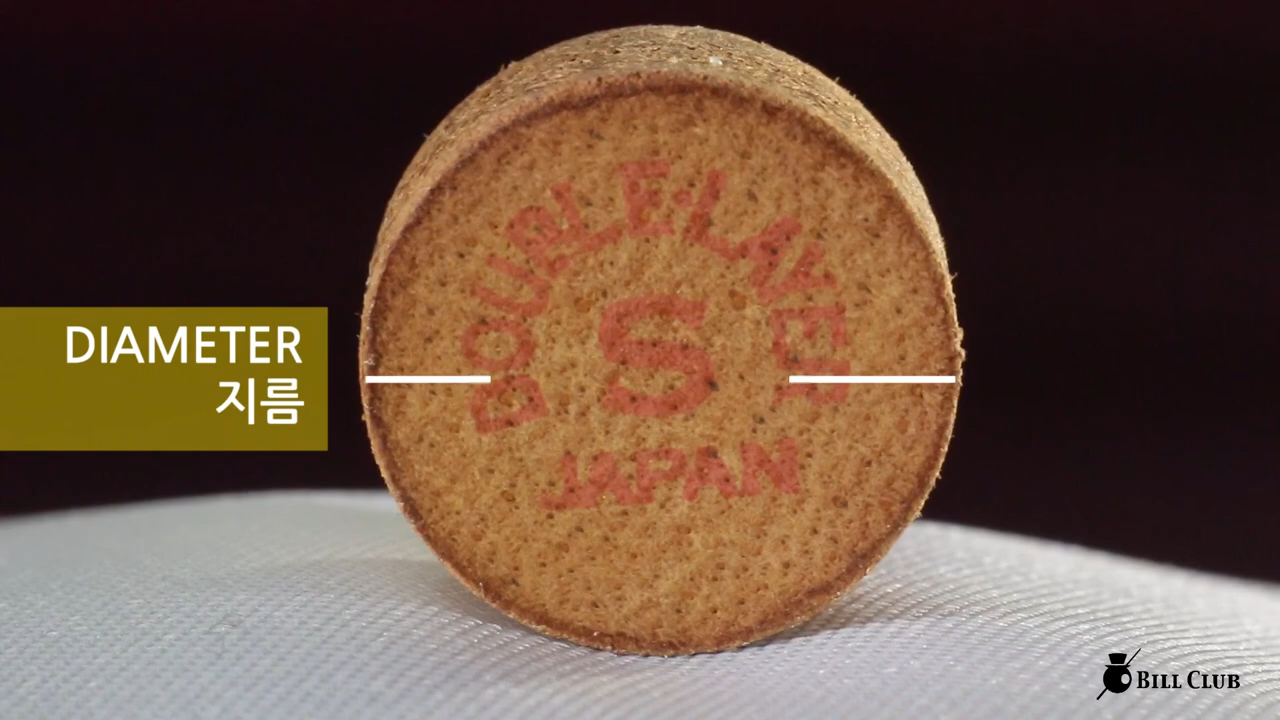 DOUBLE·LAYER
S
JAPAN
DIAMETER
지름
BILL CLUB